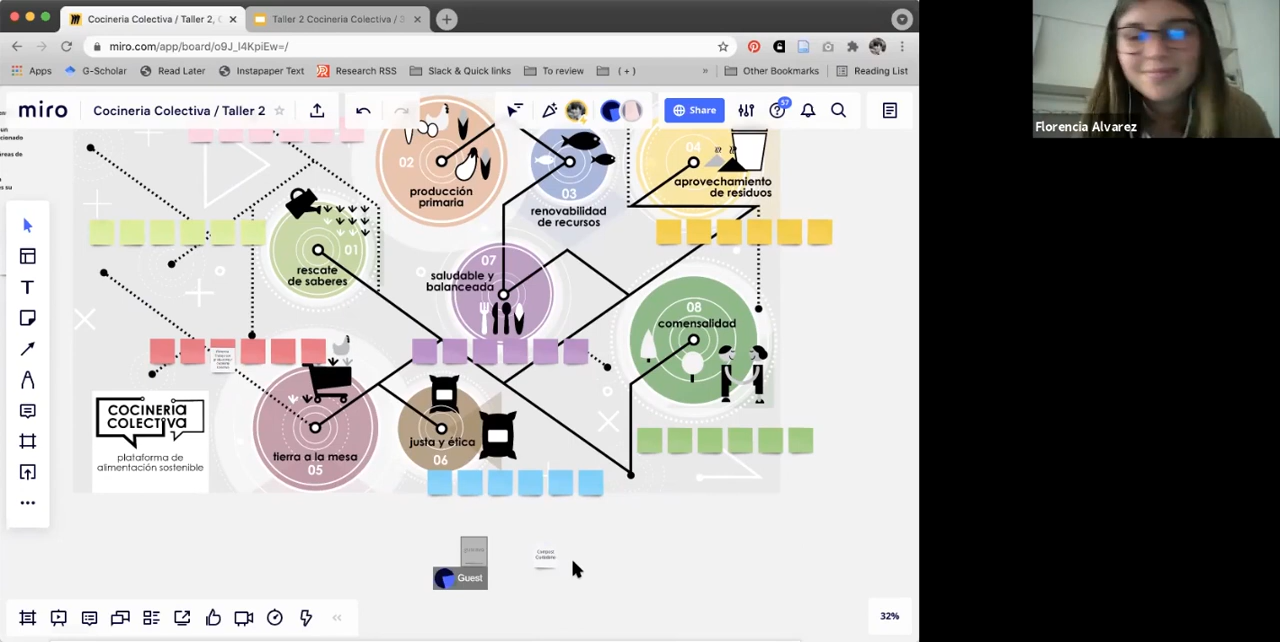 Cocineria Colectiva / Taller 2,
Taller 2 Cocineria Colectiva / 3
miro.com/app/board/o9J_l4KpiEw=/
Apps
G-Scholar
Read Later
Instapaper Text
Research RSS
Slack & Quick links
To review
( + )
»
Other Bookmarks
Reading List
miro
Cocineria Colectiva / Taller 2
Share
57
Florencia Alvarez
02
producción
primaria
03
renovabilidad
de recursos
04
aprovechamiento
de residuos
01
rescate
de saberes
07
saludable y
balanceada
08
comensalidad
COCINERIA
COLECTIVA
plataforma de
alimentación sostenible
tierra a la mesa
05
justa y ética
06
Guest
32%